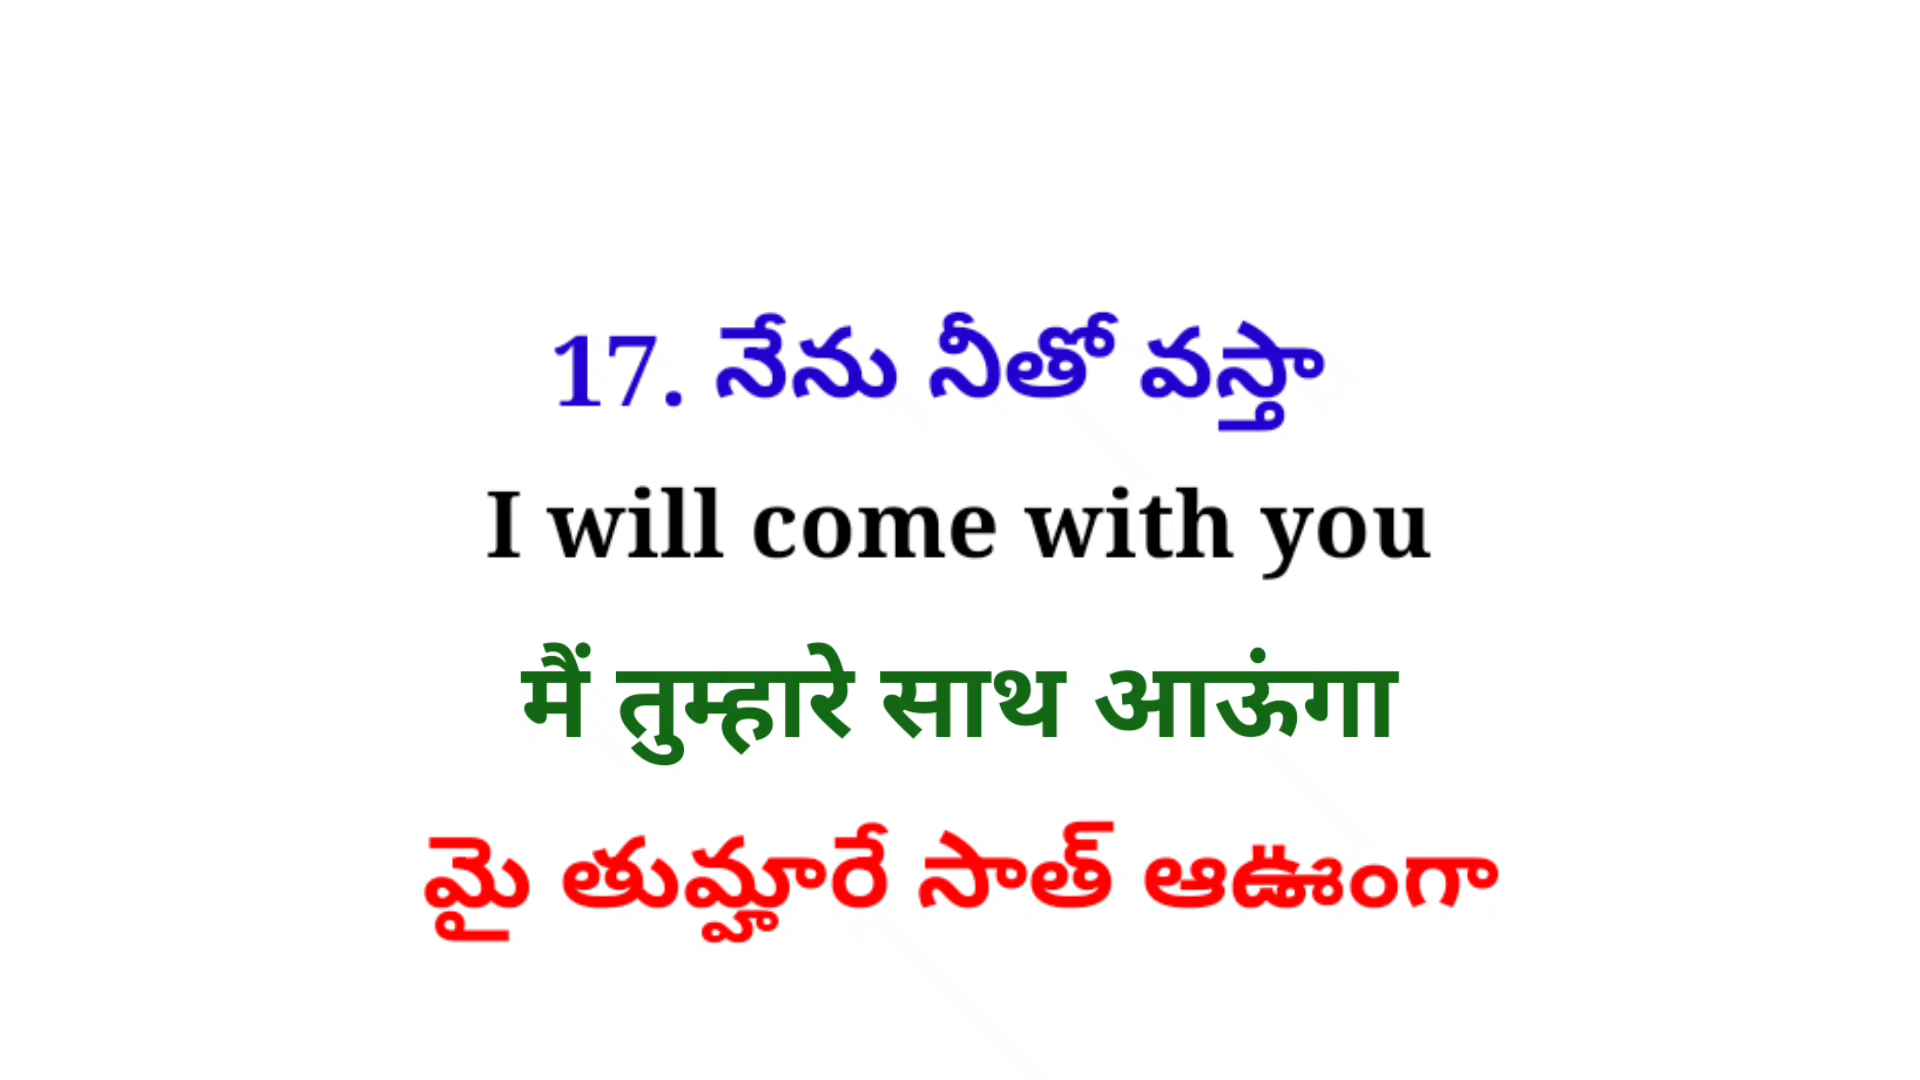 17. నేను నీతో వస్తా
I will come with you
मैं तुम्हारे साथ आऊंगा
మై తుమ్హారే సాత్ ఆఊంగా